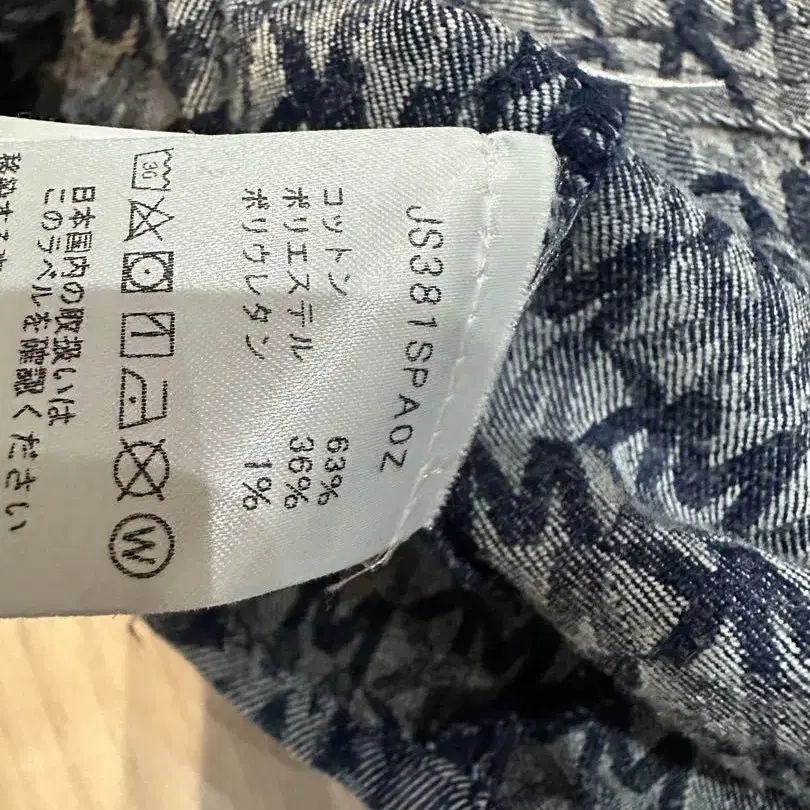 JS381SPAOZ
コットン 63%
ポリエステル 36%
ポリウレタン 1%
30
W
日本国内の取扱いは
このラベルを確認ください